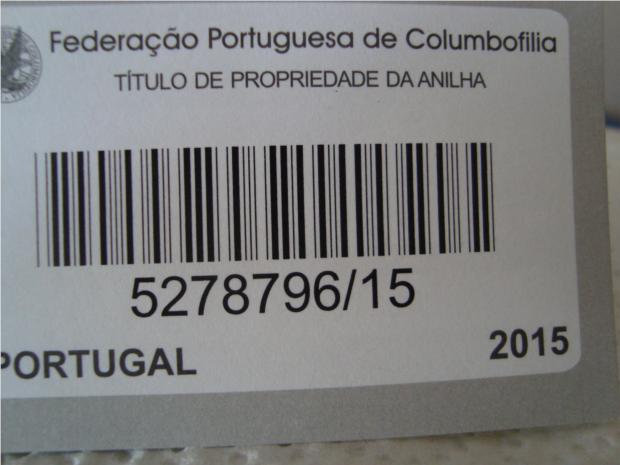 Federação Portuguesa de Columbofilia
TÍTULO DE PROPRIEDADE DA ANILHA
5278796/15
PORTUGAL 2015